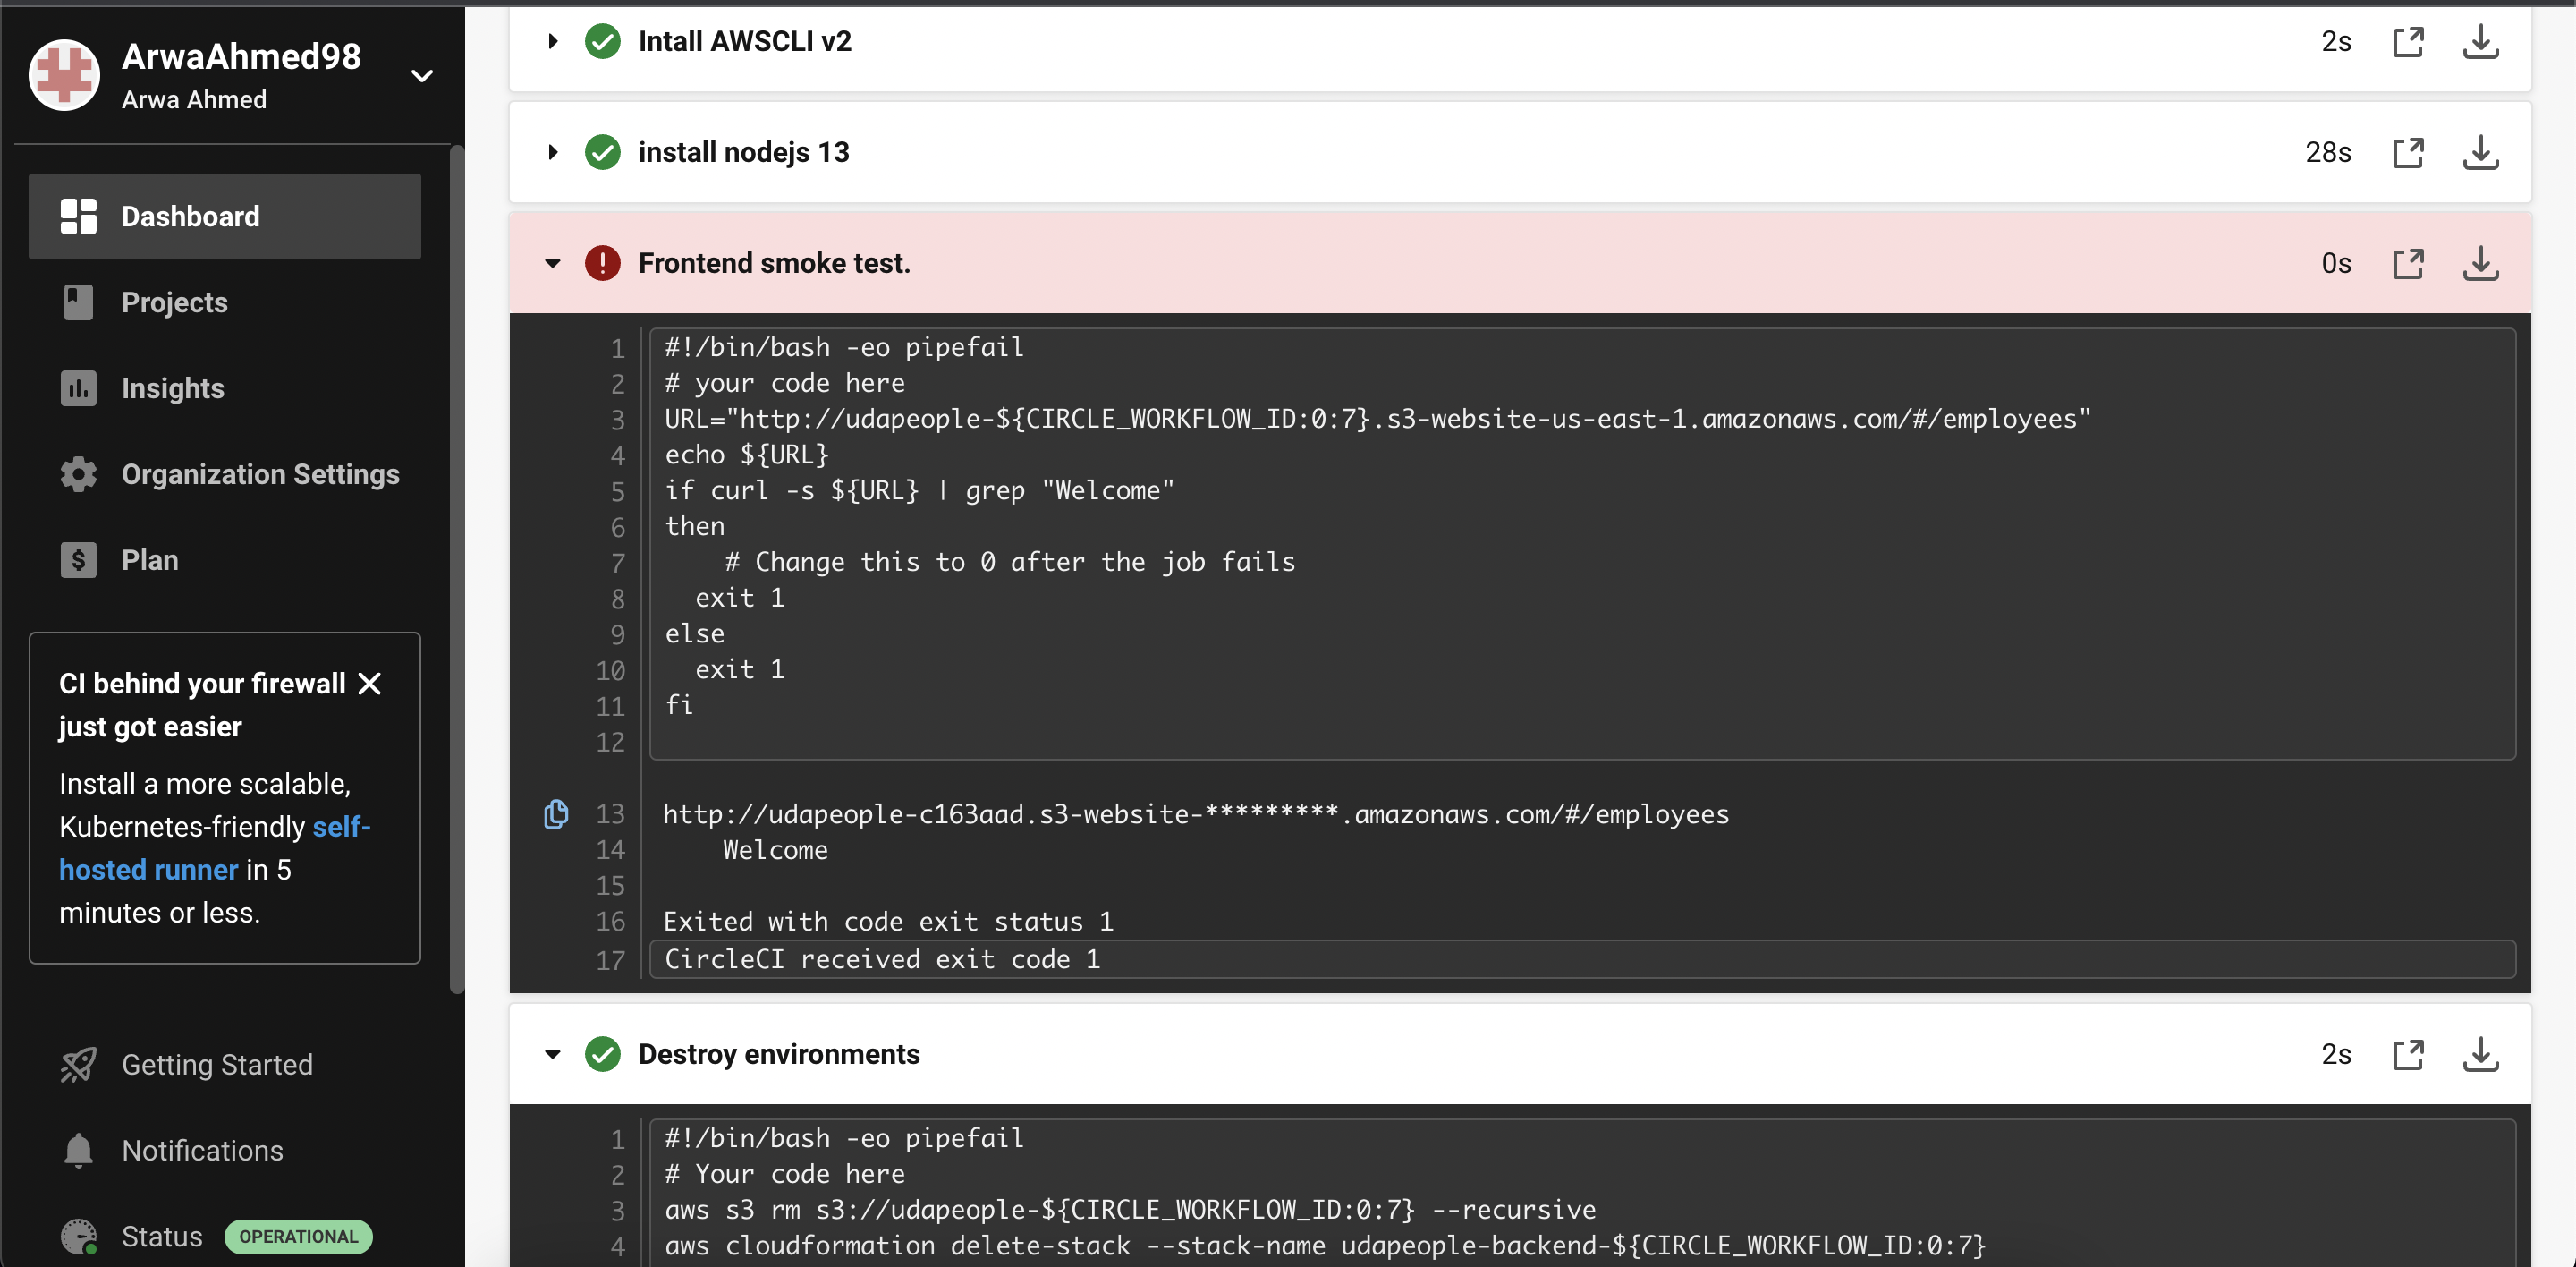 ArwaAhmed98
Arwa Ahmed
Dashboard
Projects
Insights
Organization Settings
Plan
CI behind your firewall
just got easier
Install a more scalable,
Kubernetes-friendly self-
hosted runner in 5
minutes or less.
Getting Started
Notifications
Status OPERATIONAL
Intall AWSCLI v2 2s
install nodejs 13 28s
Frontend smoke test. 0s
1 #!/bin/bash -eo pipefail
2 # your code here
3 URL="http://udapeople-${CIRCLE_WORKFLOW_ID:0:7}.s3-website-us-east-1.amazonaws.com/#/employees"
4 echo ${URL}
5 if curl -s ${URL} | grep "Welcome"
6 then
7     # Change this to 0 after the job fails
8   exit 1
9 else
10   exit 1
11 fi
12
13 http://udapeople-c163aad.s3-website-*********.amazonaws.com/#/employees
14     Welcome
15
16 Exited with code exit status 1
17 CircleCI received exit code 1
Destroy environments 2s
1 #!/bin/bash -eo pipefail
2 # Your code here
3 aws s3 rm s3://udapeople-${CIRCLE_WORKFLOW_ID:0:7} --recursive
4 aws cloudformation delete-stack --stack-name udapeople-backend-${CIRCLE_WORKFLOW_ID:0:7}